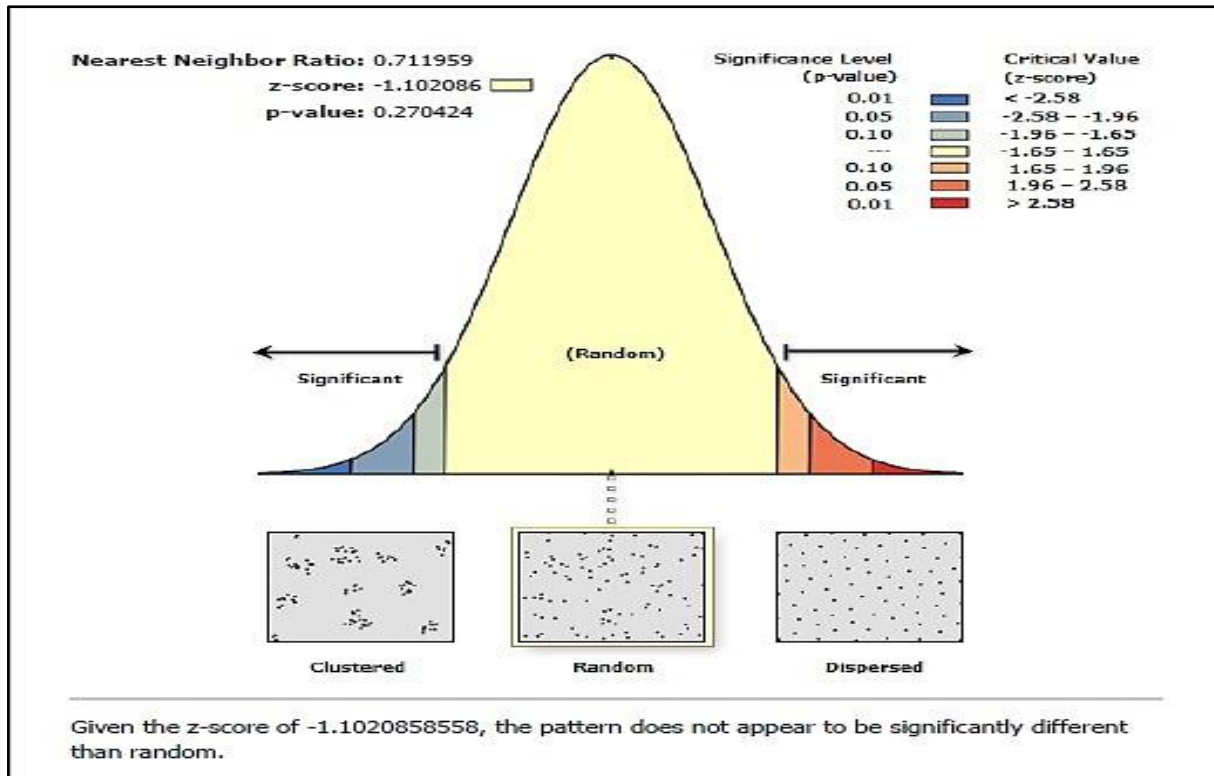 Nearest Neighbor Ratio: 0.711959
z-score: -1.102086
p-value: 0.270424
Significance Level
(p-value)
Critical Value
(z-score)
0.01 < -2.58
0.05 -2.58 – -1.96
0.10 -1.96 – -1.65
--- -1.65 – 1.65
0.10 1.65 – 1.96
0.05 1.96 – 2.58
0.01 > 2.58
(Random)
Significant
Significant
Clustered
Random
Dispersed
Given the z-score of -1.1020858558, the pattern does not appear to be significantly different
than random.